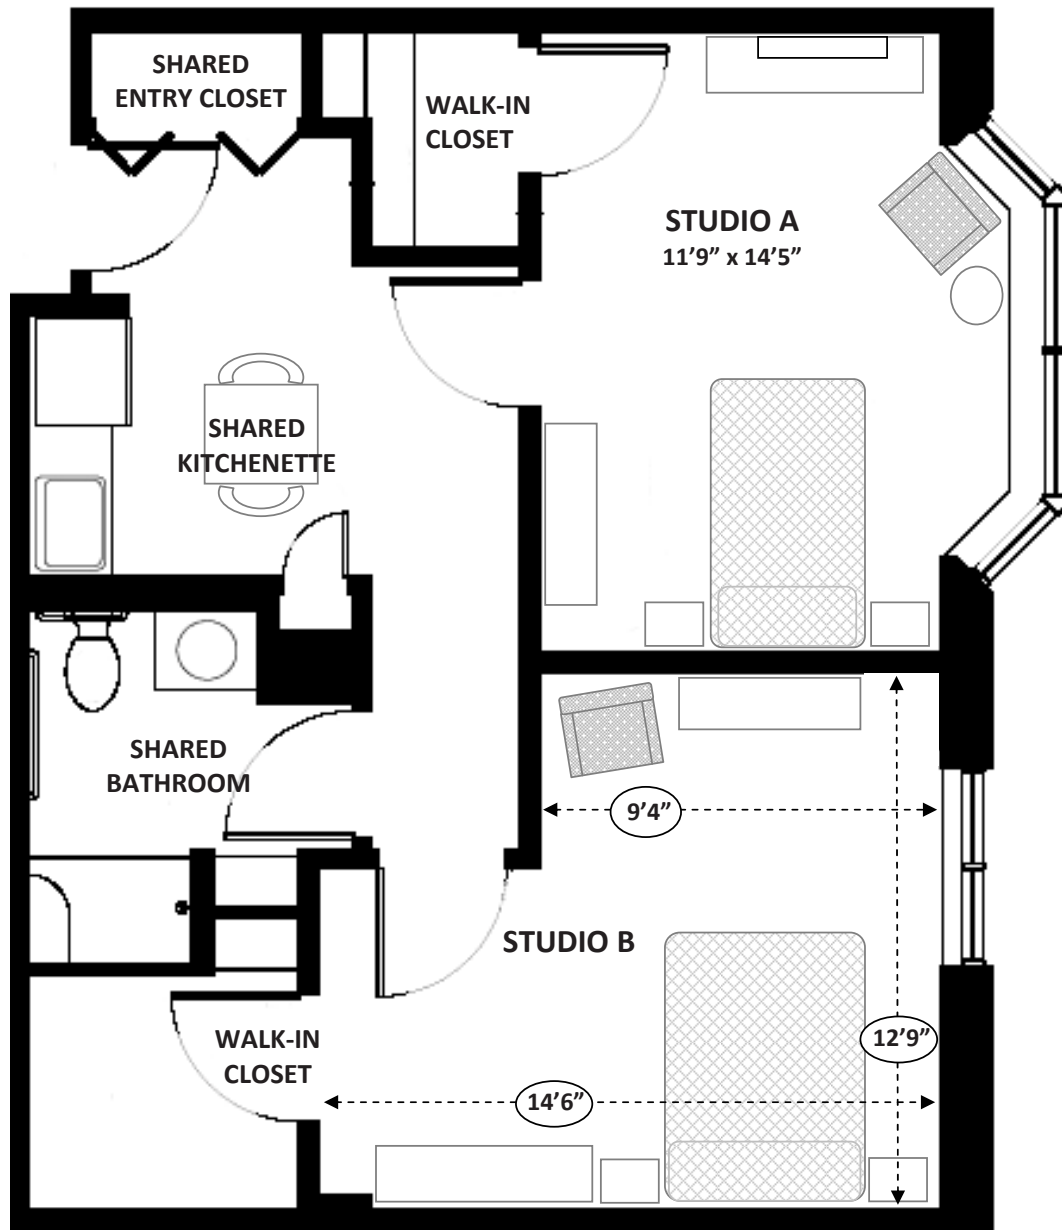 SHARED
ENTRY CLOSET
WALK-IN
CLOSET
STUDIO A
11’9” x 14’5”
SHARED
KITCHENETTE
SHARED
BATHROOM
9’4”
STUDIO B
12’9”
WALK-IN
CLOSET
14’6”